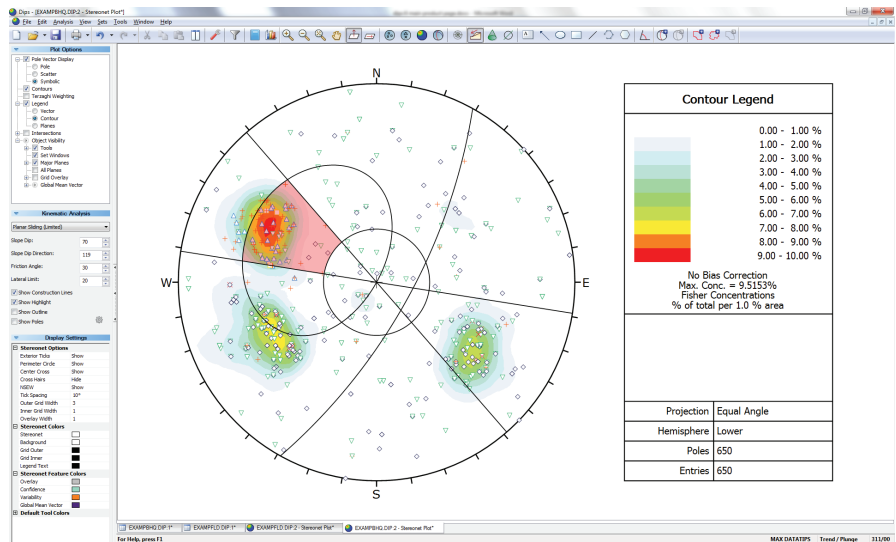 Dips - [EXAMPBHQ.DIP:2 - Stereonet Plot*]
File Edit Analysis View Sets Tools Window Help
Plot Options
Pole Vector Display
Pole
Scatter
Symbolic
Contours
Terzaghi Weighting
Legend
Vector
Contour
Planes
Intersections
Object Visibility
Tools
Set Windows
Major Planes
All Planes
Grid Overlay
Global Mean Vector
Kinematic Analysis
Planar Sliding (Limited)
Slope Dip: 70
Slope Dip Direction: 119
Friction Angle: 30
Lateral Limit: 20
Show Construction Lines
Show Highlight
Show Outline
Show Poles
Display Settings
Stereonet Options
Exterior Ticks Show
Perimeter Circle Show
Center Cross Show
Cross Hairs Hide
NSEW Show
Tick Spacing 10°
Outer Grid Width 3
Inner Grid Width 1
Overlay Width 1
Stereonet Colors
Stereonet
Background
Grid Outer
Grid Inner
Legend Text
Stereonet Feature Colors
Overlay
Confidence
Variability
Global Mean Vector
Default Tool Colors
N
W
E
S
Contour Legend
0.00 - 1.00 %
1.00 - 2.00 %
2.00 - 3.00 %
3.00 - 4.00 %
4.00 - 5.00 %
5.00 - 6.00 %
6.00 - 7.00 %
7.00 - 8.00 %
8.00 - 9.00 %
9.00 - 10.00 %
No Bias Correction
Max. Conc. = 9.5153%
Fisher Concentrations
% of total per 1.0 % area
Projection Equal Angle
Hemisphere Lower
Poles 650
Entries 650
EXAMPBHQ.DIP:1* EXAMPFLD.DIP:1* EXAMPFLD.DIP:2 - Stereonet Plot* EXAMPBHQ.DIP:2 - Stereonet Plot*
For Help, press F1 MAX DATATIPS Trend / Plunge 311/00